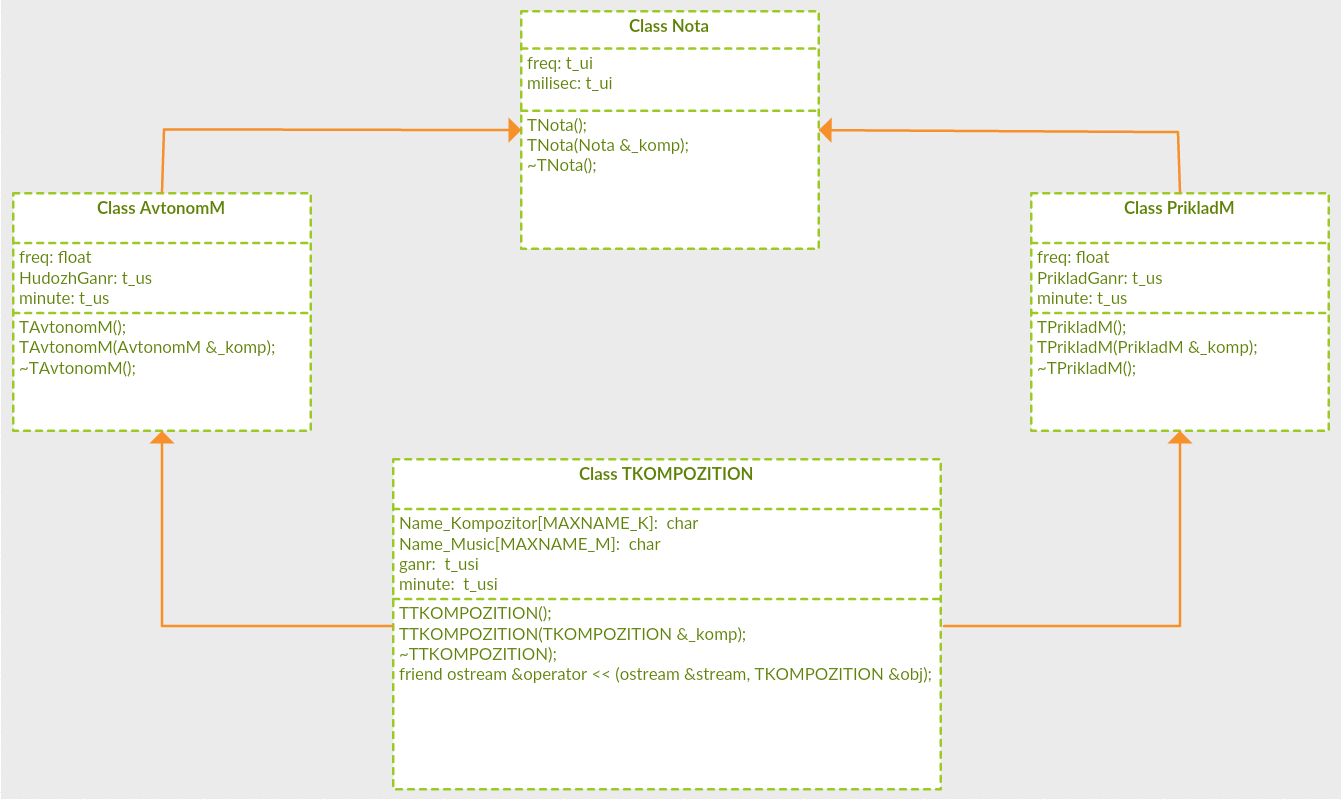 Class Nota
freq: t_ui
milisec: t_ui
TNota();
TNota(Nota &_komp);
~TNota();
Class AvtonomM
freq: float
HudozhGanr: t_us
minute: t_us
TAvtonomM();
TAvtonomM(AvtonomM &_komp);
~TAvtonomM();
Class PrikladM
freq: float
PrikladGanr: t_us
minute: t_us
TPrikladM();
TPrikladM(PrikladM &_komp);
~TPrikladM();
Class TKOMPOZITION
Name_Kompozitor[MAXNAME_K]:  char
Name_Music[MAXNAME_M]:  char
ganr:  t_usi
minute:  t_usi
TTKOMPOZITION();
TTKOMPOZITION(TKOMPOZITION &_komp);
~TTKOMPOZITION);
friend ostream &operator << (ostream &stream, TKOMPOZITION &obj);